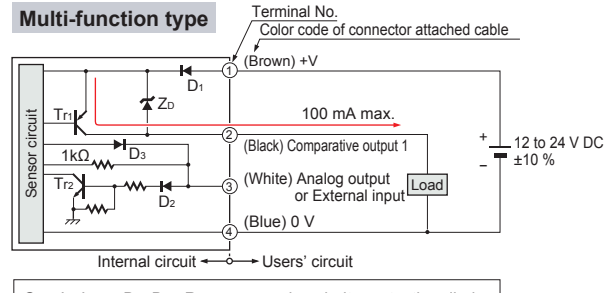 Multi-function type
Terminal No.
Color code of connector attached cable
1 (Brown) +V
D1
ZD
Tr1
100 mA max.
2
(Black) Comparative output 1
+ 12 to 24 V DC
− ±10 %
Sensor circuit
D3
1kΩ
3 (White) Analog output
or External input
Load
Tr2
D2
4 (Blue) 0 V
Internal circuit Users' circuit